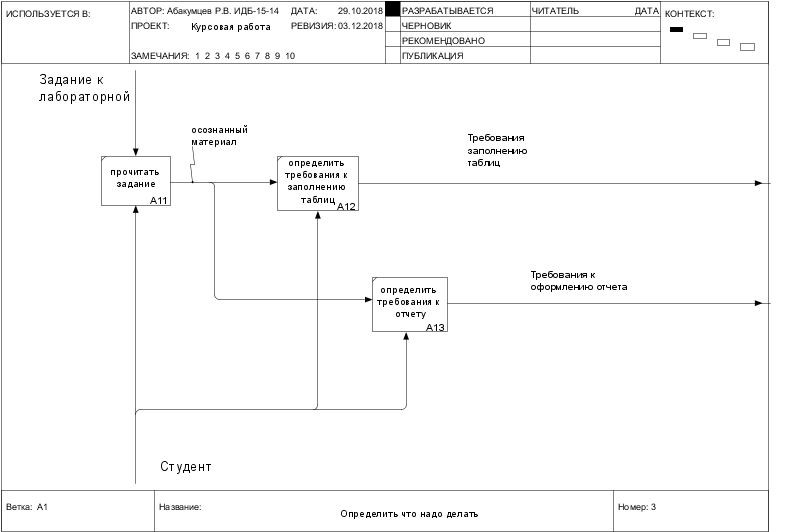 ИСПОЛЬЗУЕТСЯ В:
АВТОР: Абакумцев Р.В. ИДБ-15-14
ДАТА: 29.10.2018
ПРОЕКТ: Курсовая работа
РЕВИЗИЯ: 03.12.2018
ЗАМЕЧАНИЯ: 1 2 3 4 5 6 7 8 9 10
РАЗРАБАТЫВАЕТСЯ
ЧЕРНОВИК
РЕКОМЕНДОВАНО
ПУБЛИКАЦИЯ
ЧИТАТЕЛЬ ДАТА
КОНТЕКСТ:
Задание к
лабораторной
осознанный
материал
прочитать
задание
A11
определить
требования к
заполнению
таблиц
A12
Требования
заполнению
таблиц
определить
требования к
отчету
A13
Требования к
оформлению отчета
Студент
Ветка: A1
Название:
Определить что надо делать
Номер: 3